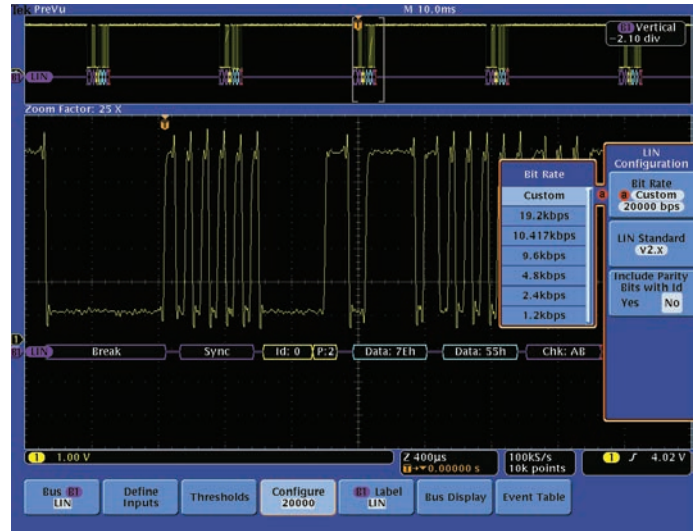 Tek PreVu
M 10.0ms
B1 Vertical
-2.10 div
B1 LIN
Zoom Factor: 25 X
LIN
Configuration
Bit Rate
a Custom
20000 bps
LIN Standard
v2.x
Include Parity
Bits with Id
Yes No
Bit Rate
Custom
19.2kbps
10.417kbps
9.6kbps
4.8kbps
2.4kbps
1.2kbps
a
T
T
1
B1 LIN Break Sync Id: 0 P:2 Data: 7Eh Data: 55h Chk: AB
1 1.00 V
Z 400µs
T→▼0.00000 s
100kS/s
10k points
1 4.02 V
Bus B1
LIN
Define
Inputs
Thresholds
Configure
20000
B1 Label
LIN
Bus Display
Event Table